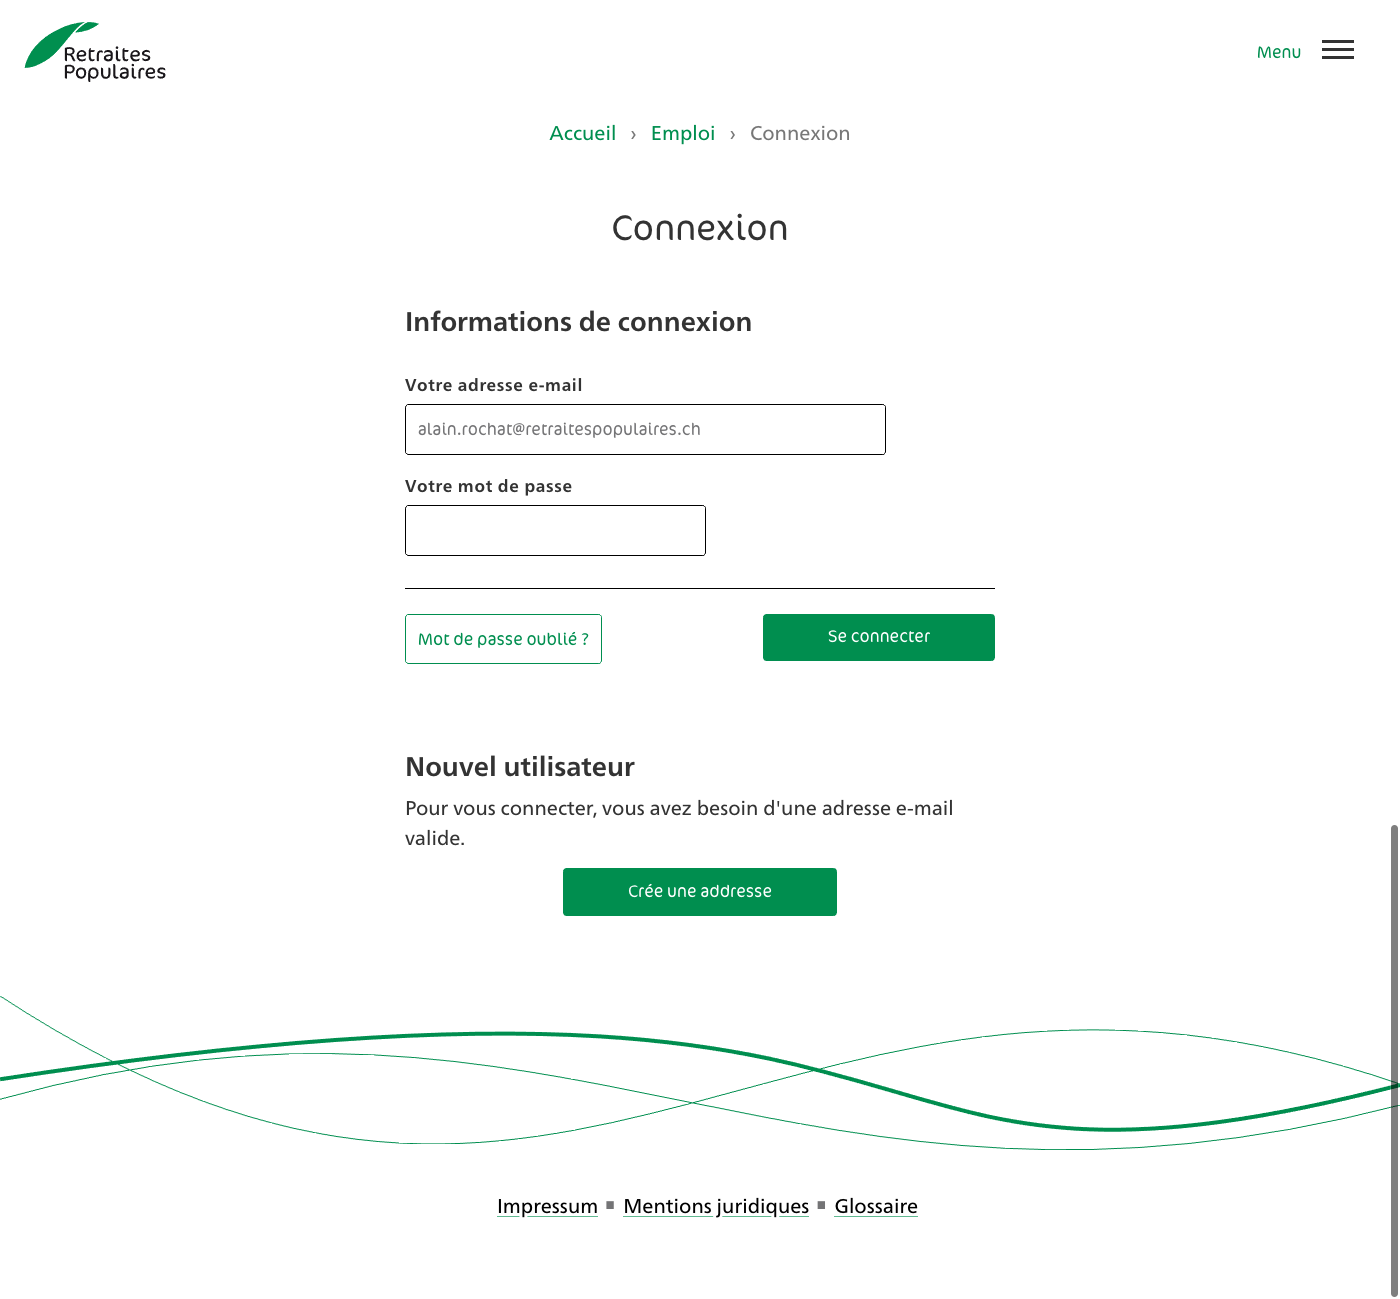 Retraites
Populaires
Menu
Accueil › Emploi › Connexion
Connexion
Informations de connexion
Votre adresse e-mail
alain.rochat@retraitespopulaires.ch
Votre mot de passe
Mot de passe oublié ?
Se connecter
Nouvel utilisateur
Pour vous connecter, vous avez besoin d'une adresse e-mail
valide.
Crée une addresse
Impressum ▪ Mentions juridiques ▪ Glossaire